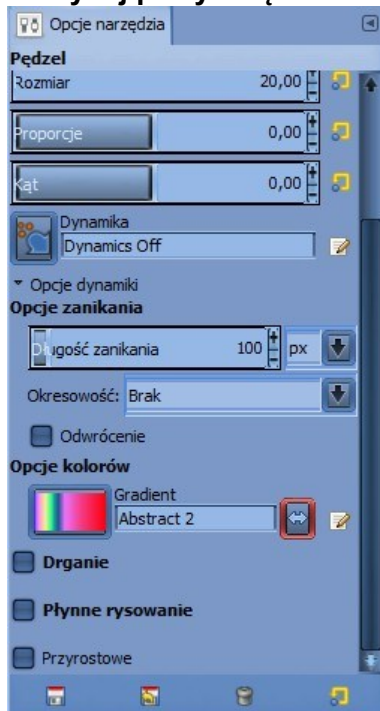 Opcje narzędzia
Pędzel
Rozmiar 20,00
Proporcje 0,00
Kąt 0,00
Dynamika
Dynamics Off
Opcje dynamiki
Opcje zanikania
Długość zanikania 100 px
Okresowość: Brak
Odwrócenie
Opcje kolorów
Gradient
Abstract 2
Drganie
Płynne rysowanie
Przyrostowe